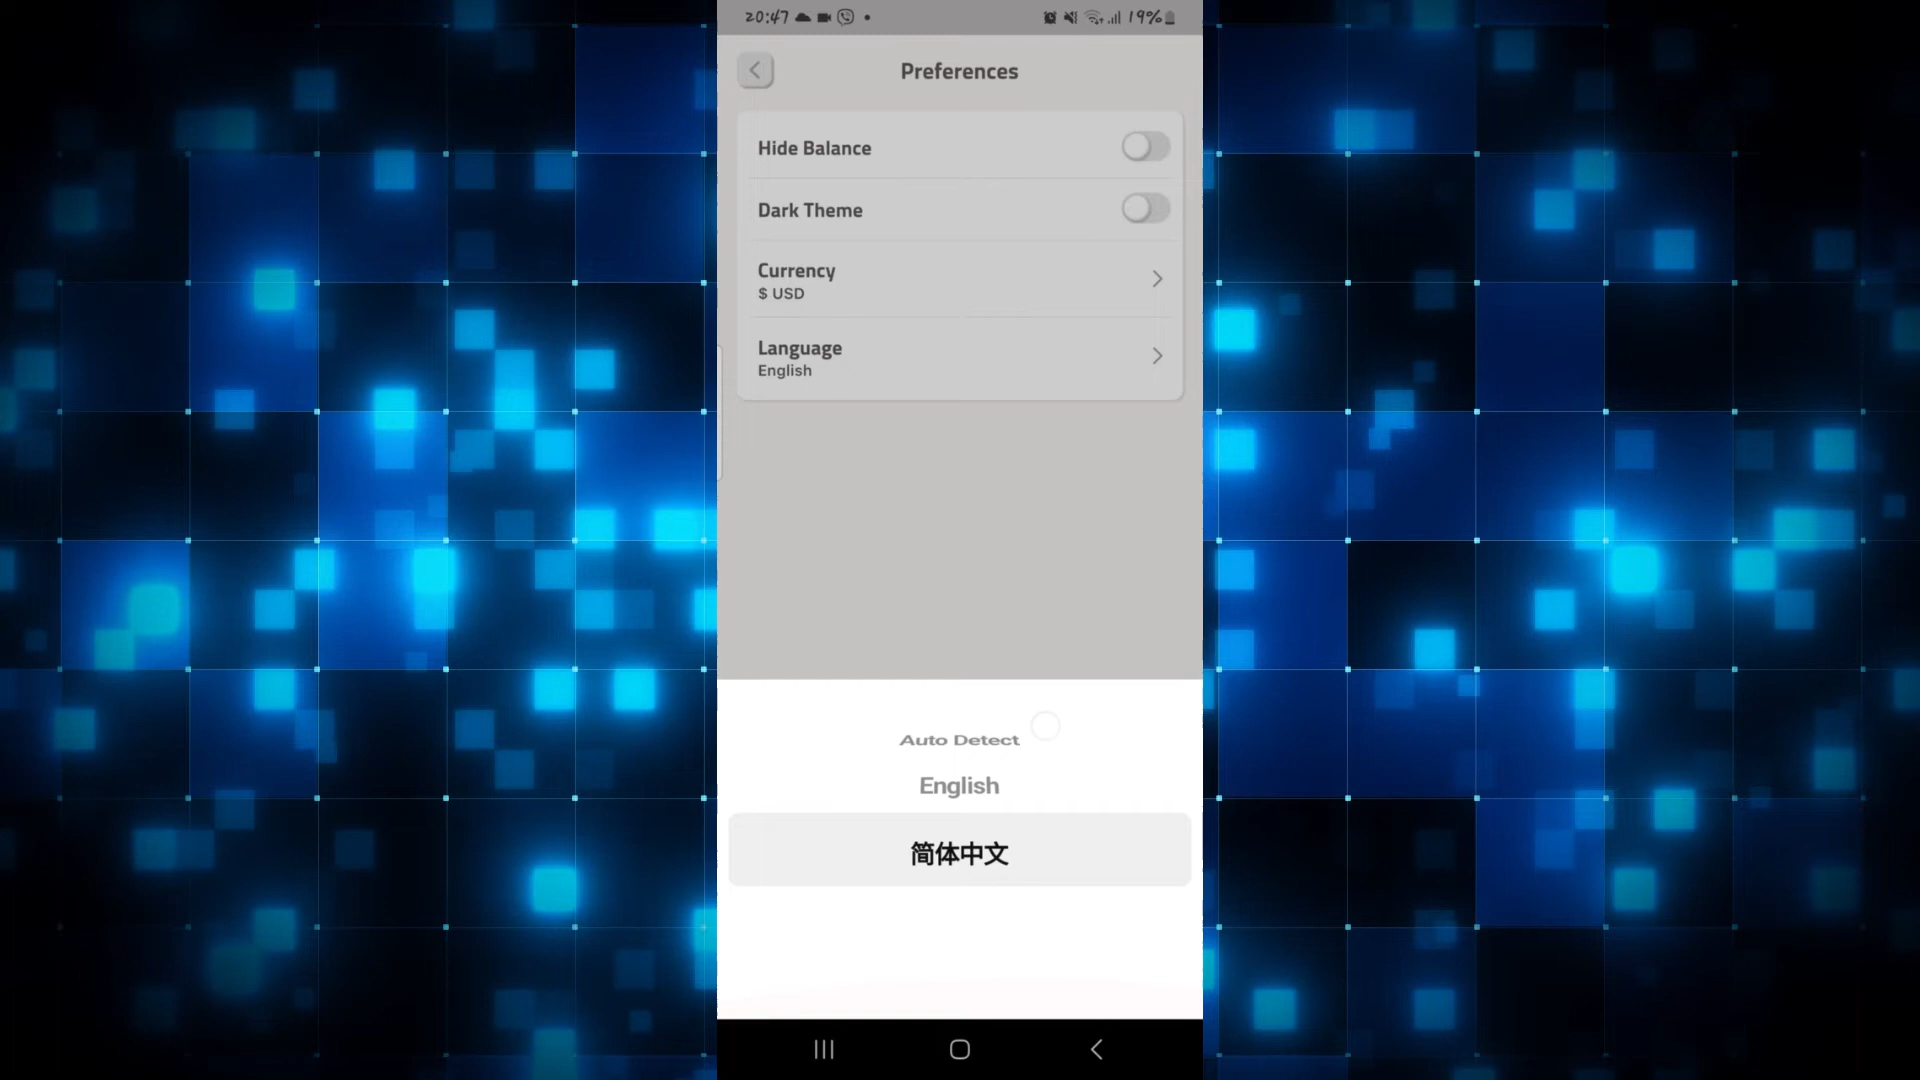 20:47
19%
Preferences
Hide Balance
Dark Theme
Currency
$ USD
Language
English
Auto Detect
English
简体中文